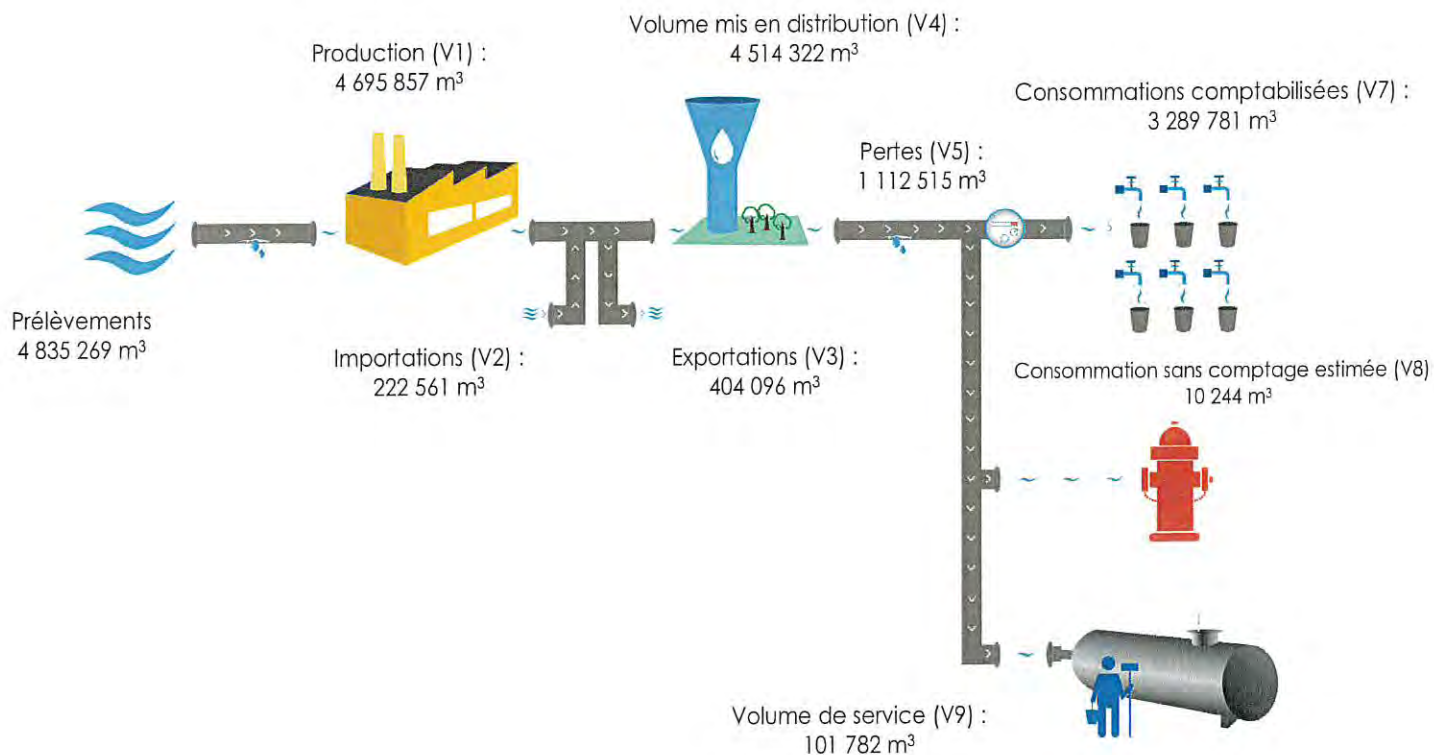 Volume mis en distribution (V4) :
4 514 322 m³
Production (V1) :
4 695 857 m³
Consommations comptabilisées (V7) :
3 289 781 m³
Pertes (V5) :
1 112 515 m³
Prélèvements
4 835 269 m³
Importations (V2) :
222 561 m³
Exportations (V3) :
404 096 m³
Consommation sans comptage estimée (V8)
10 244 m³
Volume de service (V9) :
101 782 m³